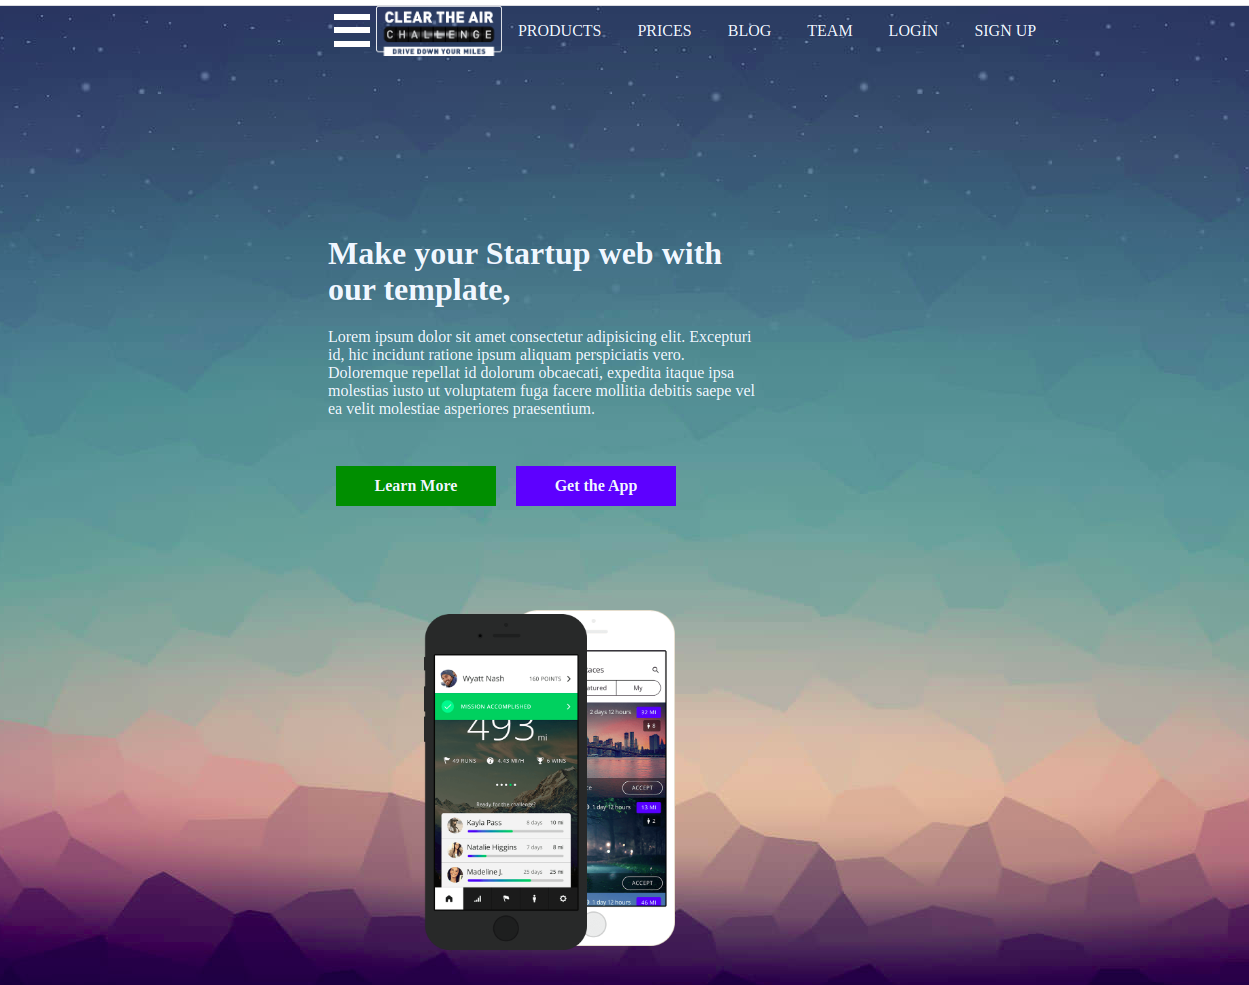 CLEAR THE AIR
CHALLENGE
DRIVE DOWN YOUR MILES
PRODUCTS PRICES BLOG TEAM LOGIN SIGN UP
Make your Startup web with
our template,
Lorem ipsum dolor sit amet consectetur adipisicing elit. Excepturi
id, hic incidunt ratione ipsum aliquam perspiciatis vero.
Doloremque repellat id dolorum obcaecati, expedita itaque ipsa
molestias iusto ut voluptatem fuga facere mollitia debitis saepe vel
ea velit molestiae asperiores praesentium.
Learn More Get the App
Wyatt Nash 160 POINTS
MISSION ACCOMPLISHED
493 mi
49 RUNS 4.43 MI/H 6 WINS
Ready for the challenge?
Kayla Pass 8 days 10 mi
Natalie Higgins 7 days 8 mi
Madeline J. 25 days 25 mi
aces
atured My
2 days 12 hours 32 MI
8
ce ACCEPT
1 day 12 hours 13 MI
2
ACCEPT
1 day 12 hours 46 MI